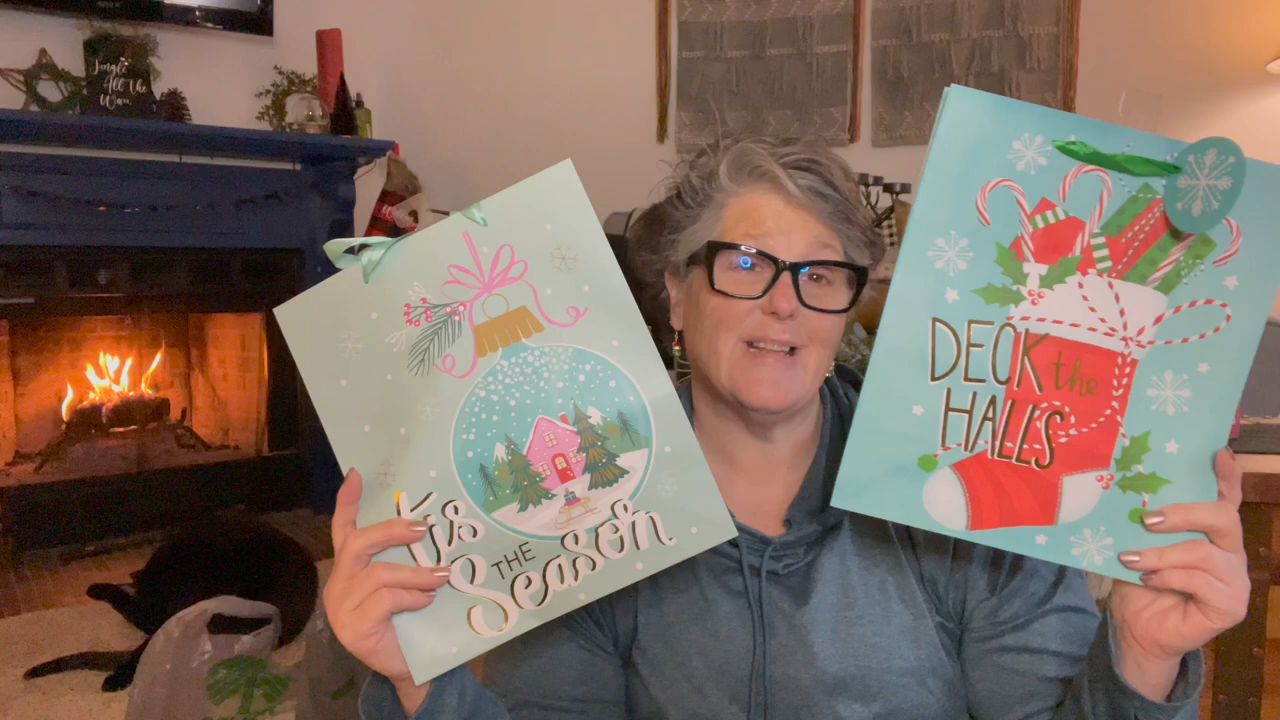 Jingle
All the
Way
'tis
THE
Season
DECK the
HALLS